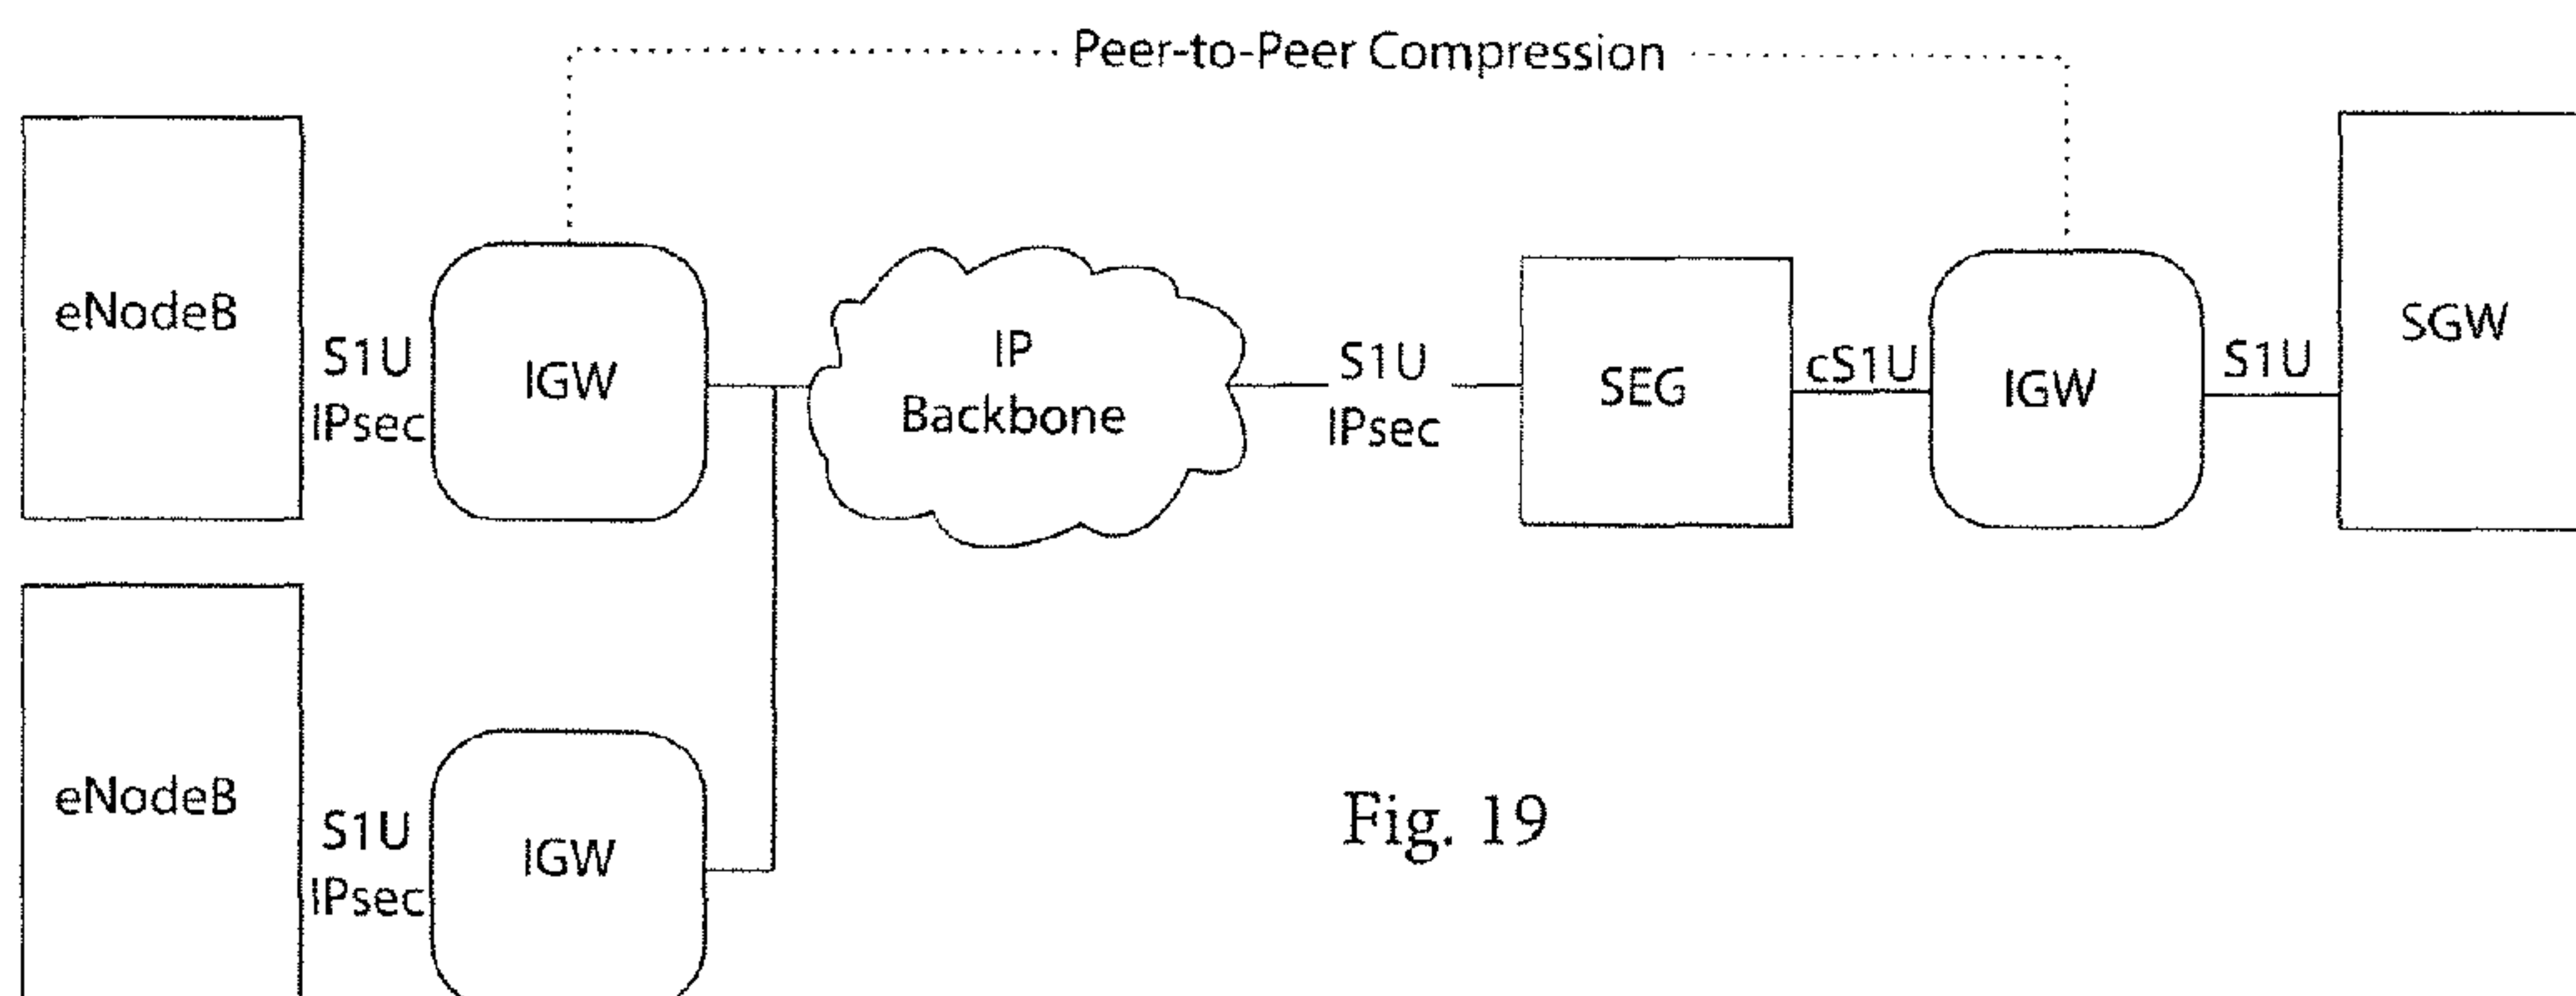 Peer-to-Peer Compression
eNodeB
S1U
IPsec
IGW
IP
Backbone
S1U
IPsec
SEG
cS1U
IGW
S1U
SGW
eNodeB
S1U
IPsec
IGW
Fig. 19